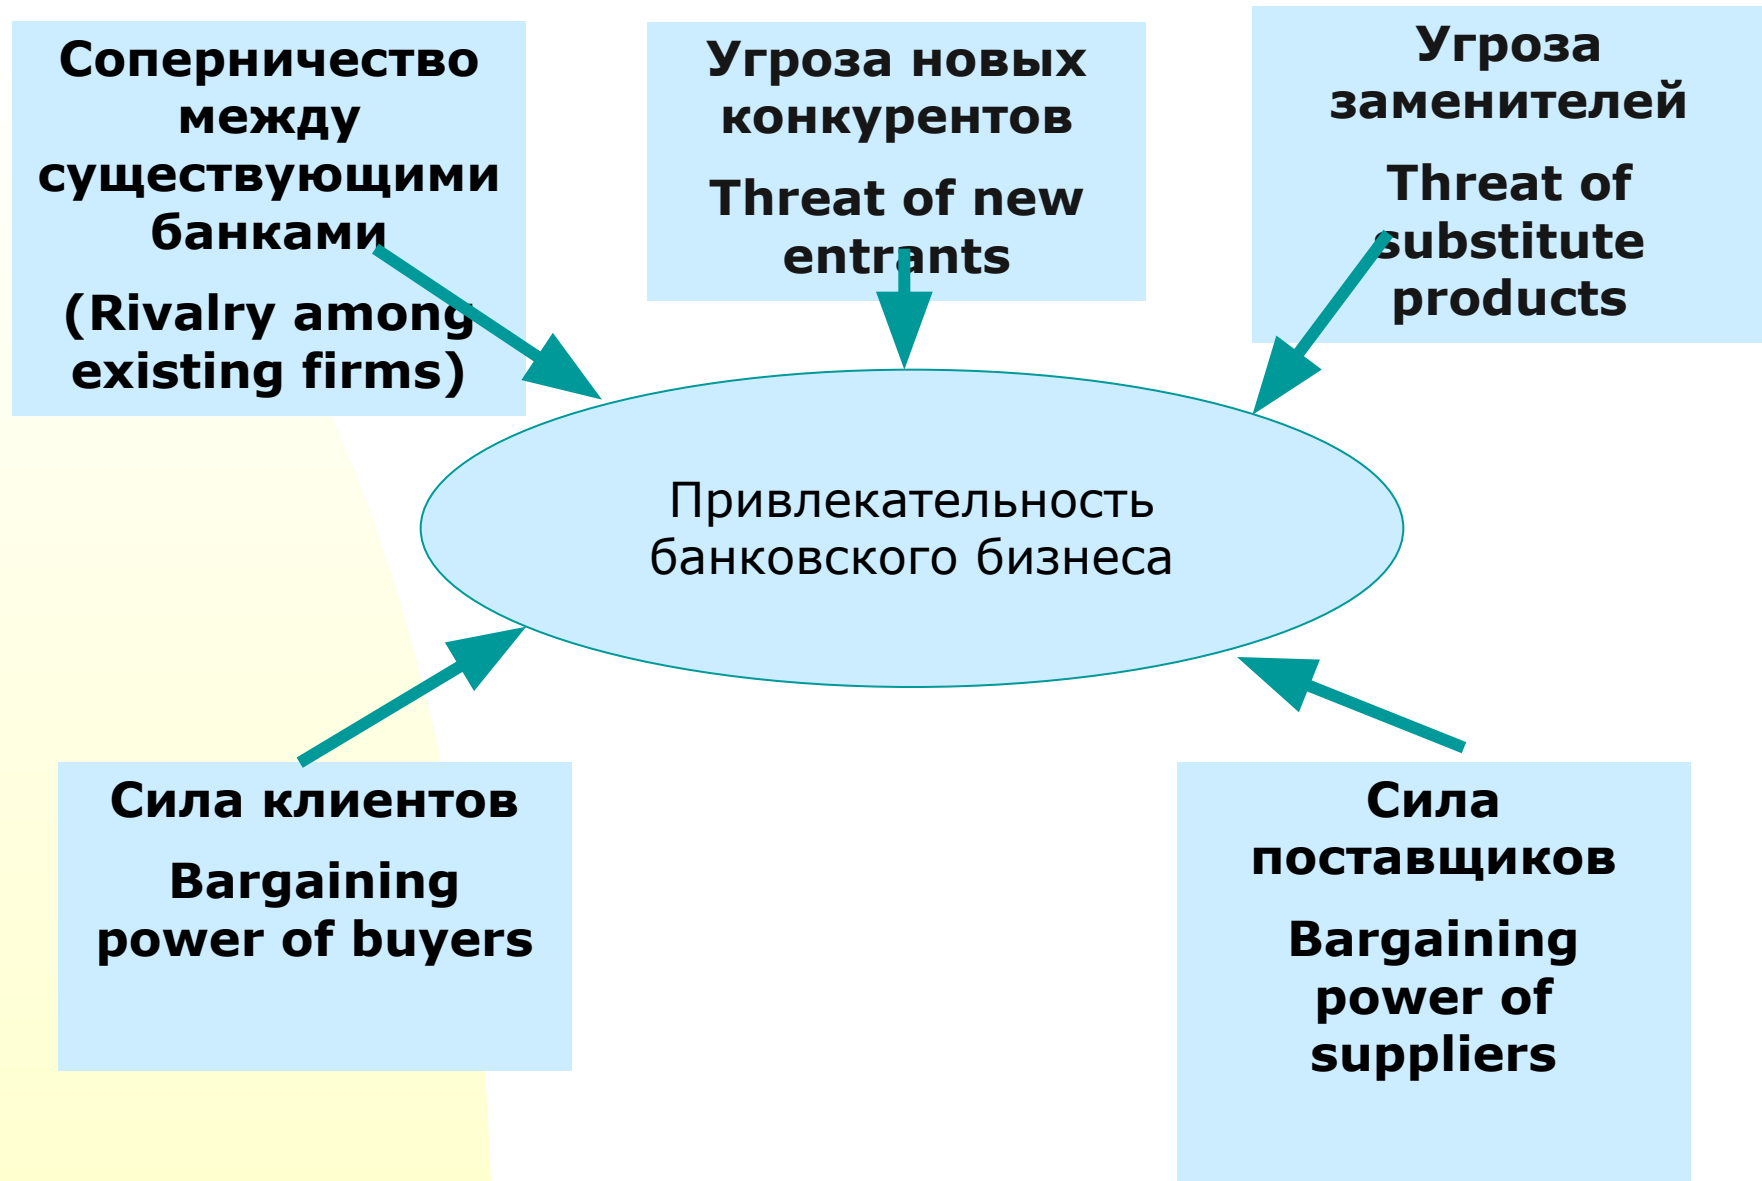 Соперничество
между
существующими
банками
(Rivalry among
existing firms)
Угроза новых
конкурентов
Threat of new
entrants
Угроза
заменителей
Threat of
substitute
products
Привлекательность
банковского бизнеса
Сила клиентов
Bargaining
power of buyers
Сила
поставщиков
Bargaining
power of
suppliers